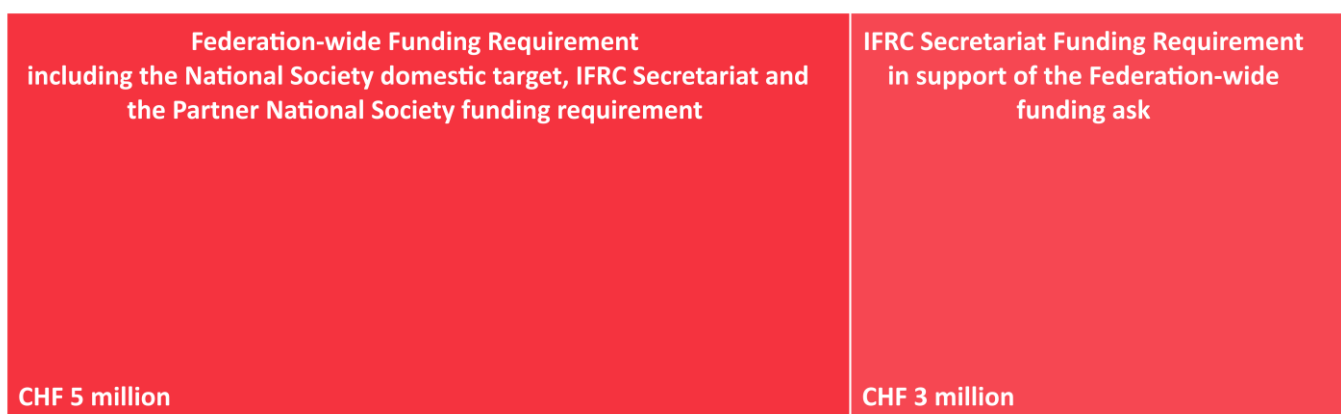 Federation-wide Funding Requirement
including the National Society domestic target, IFRC Secretariat and
the Partner National Society funding requirement
CHF 5 million
IFRC Secretariat Funding Requirement
in support of the Federation-wide
funding ask
CHF 3 million